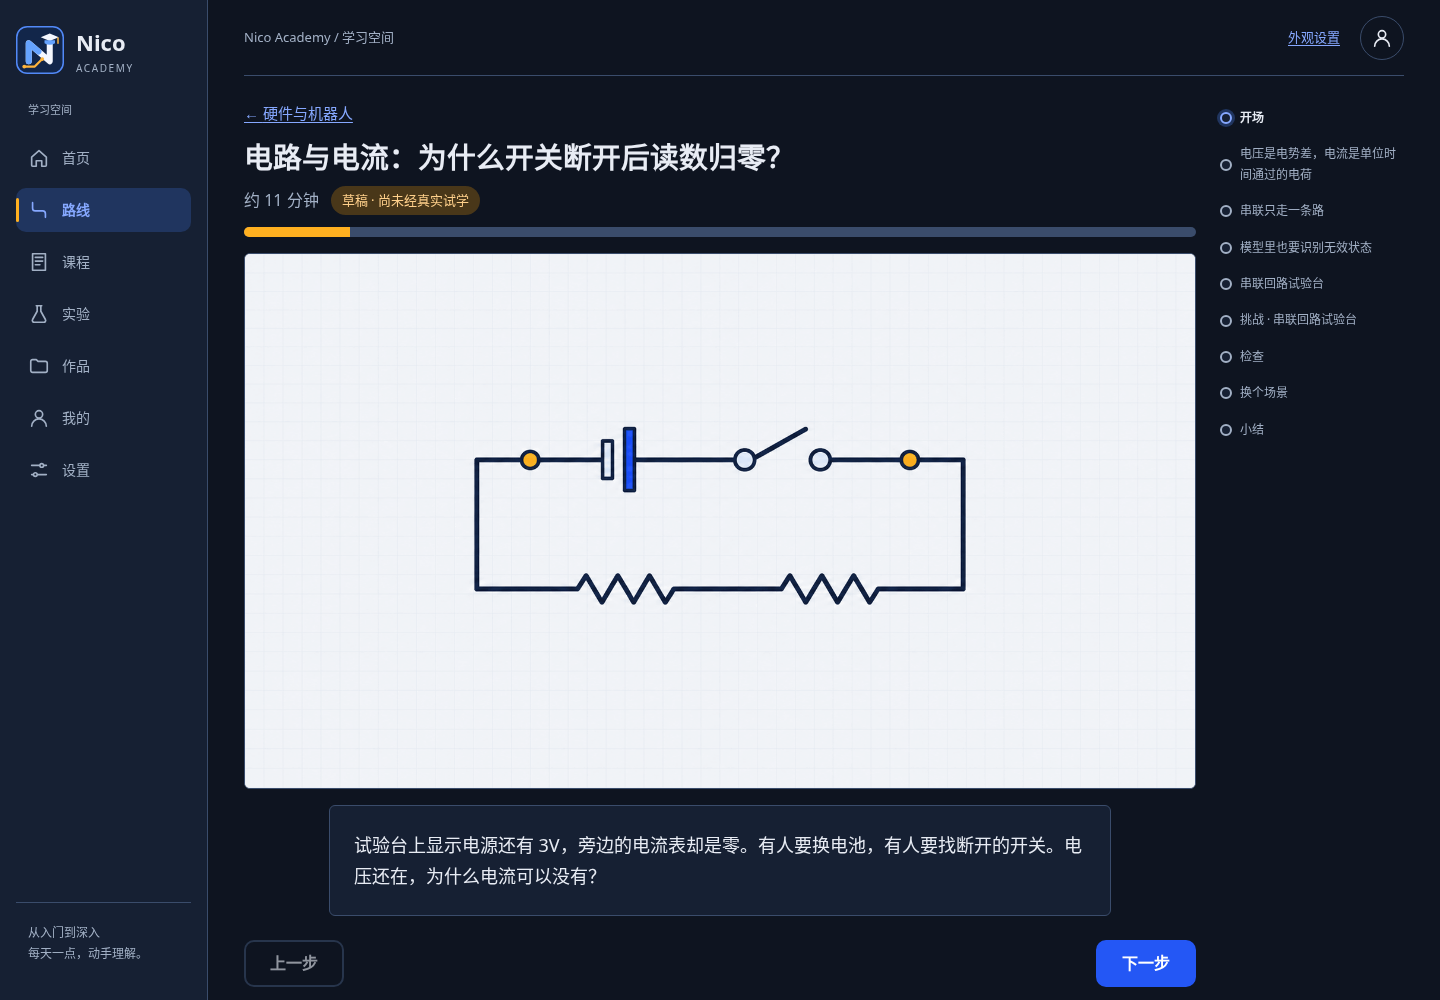 Nico
ACADEMY
学习空间
首页
路线
课程
实验
作品
我的
设置
从入门到深入
每天一点，动手理解。
Nico Academy / 学习空间
外观设置
← 硬件与机器人
电路与电流：为什么开关断开后读数归零？
约 11 分钟
草稿 · 尚未经真实试学
试验台上显示电源还有 3V，旁边的电流表却是零。有人要换电池，有人要找断开的开关。电
压还在，为什么电流可以没有？
上一步
下一步
开场
电压是电势差，电流是单位时
间通过的电荷
串联只走一条路
模型里也要识别无效状态
串联回路试验台
挑战 · 串联回路试验台
检查
换个场景
小结